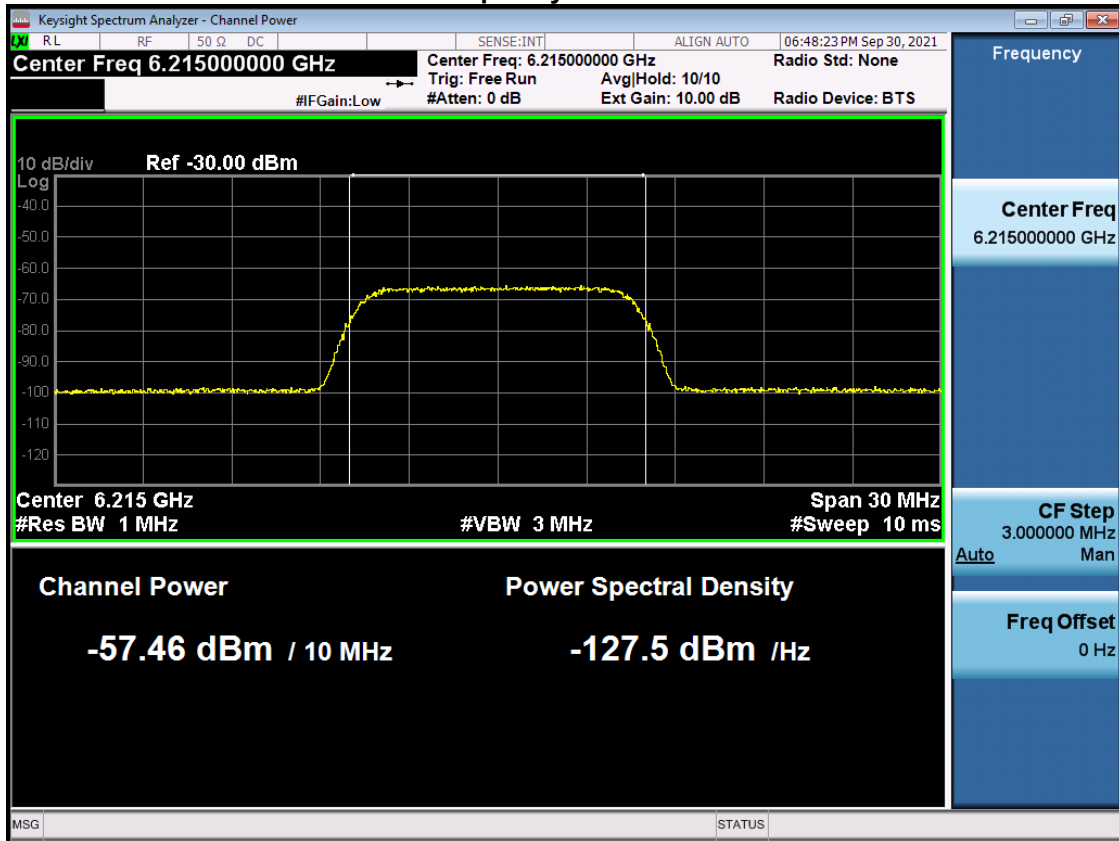 Keysight Spectrum Analyzer - Channel Power
LXI RL RF 50 Ω DC SENSE:INT ALIGN AUTO 06:48:23 PM Sep 30, 2021
Center Freq 6.215000000 GHz
Center Freq: 6.215000000 GHz Radio Std: None
Trig: Free Run Avg|Hold: 10/10
#IFGain:Low #Atten: 0 dB Ext Gain: 10.00 dB Radio Device: BTS
10 dB/div Ref -30.00 dBm
Log
-40.0
-50.0
-60.0
-70.0
-80.0
-90.0
-100
-110
-120
Center 6.215 GHz Span 30 MHz
#Res BW 1 MHz #VBW 3 MHz #Sweep 10 ms
Channel Power Power Spectral Density
-57.46 dBm / 10 MHz -127.5 dBm /Hz
MSG STATUS
Frequency
Center Freq
6.215000000 GHz
CF Step
3.000000 MHz
Auto Man
Freq Offset
0 Hz